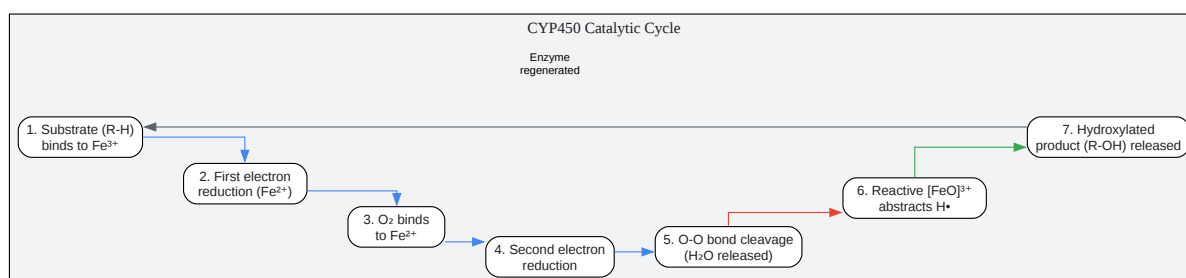 CYP450 Catalytic Cycle
Enzyme
regenerated
1. Substrate (R-H)
binds to Fe³⁺
2. First electron
reduction (Fe²⁺)
3. O₂ binds
to Fe²⁺
4. Second electron
reduction
5. O-O bond cleavage
(H₂O released)
6. Reactive [FeO]³⁺
abstracts H•
7. Hydroxylated
product (R-OH) released